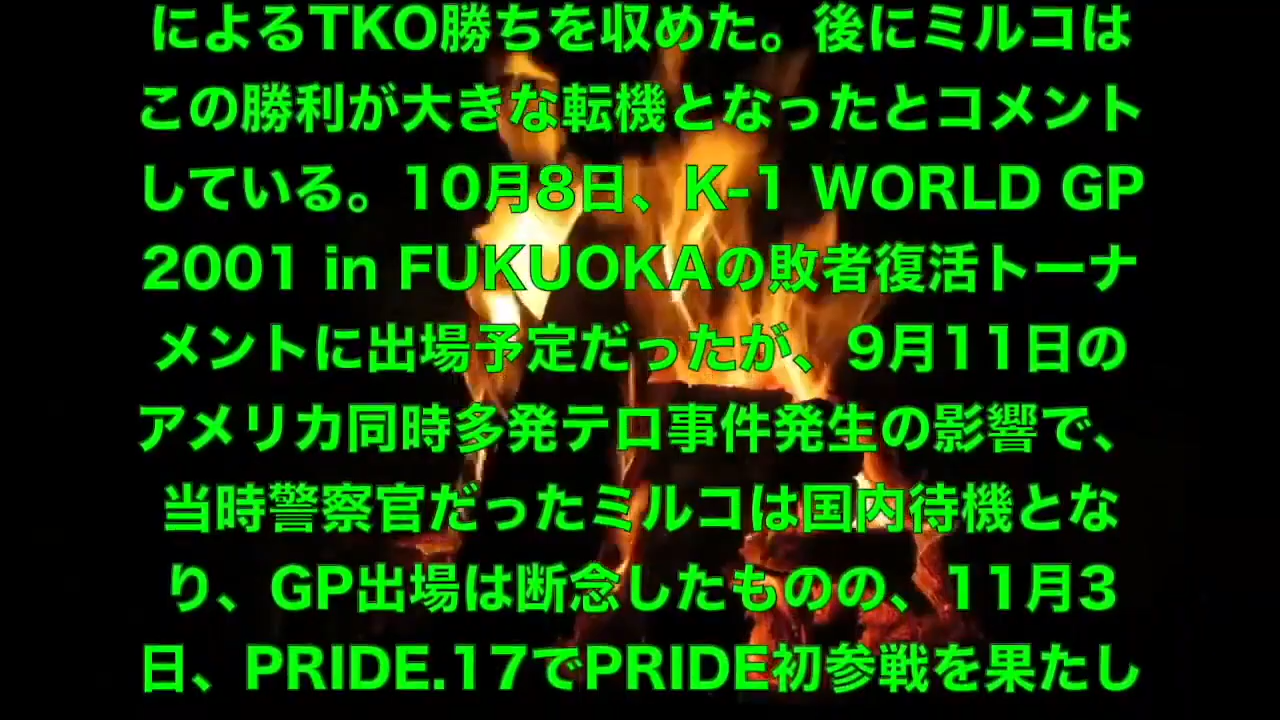 によるTKO勝ちを収めた。後にミルコは
この勝利が大きな転機となったとコメント
している。10月8日、K-1 WORLD GP
2001 in FUKUOKAの敗者復活トーナ
メントに出場予定だったが、9月11日の
アメリカ同時多発テロ事件発生の影響で、
当時警察官だったミルコは国内待機とな
り、GP出場は断念したものの、11月3
日、PRIDE.17でPRIDE初参戦を果たし